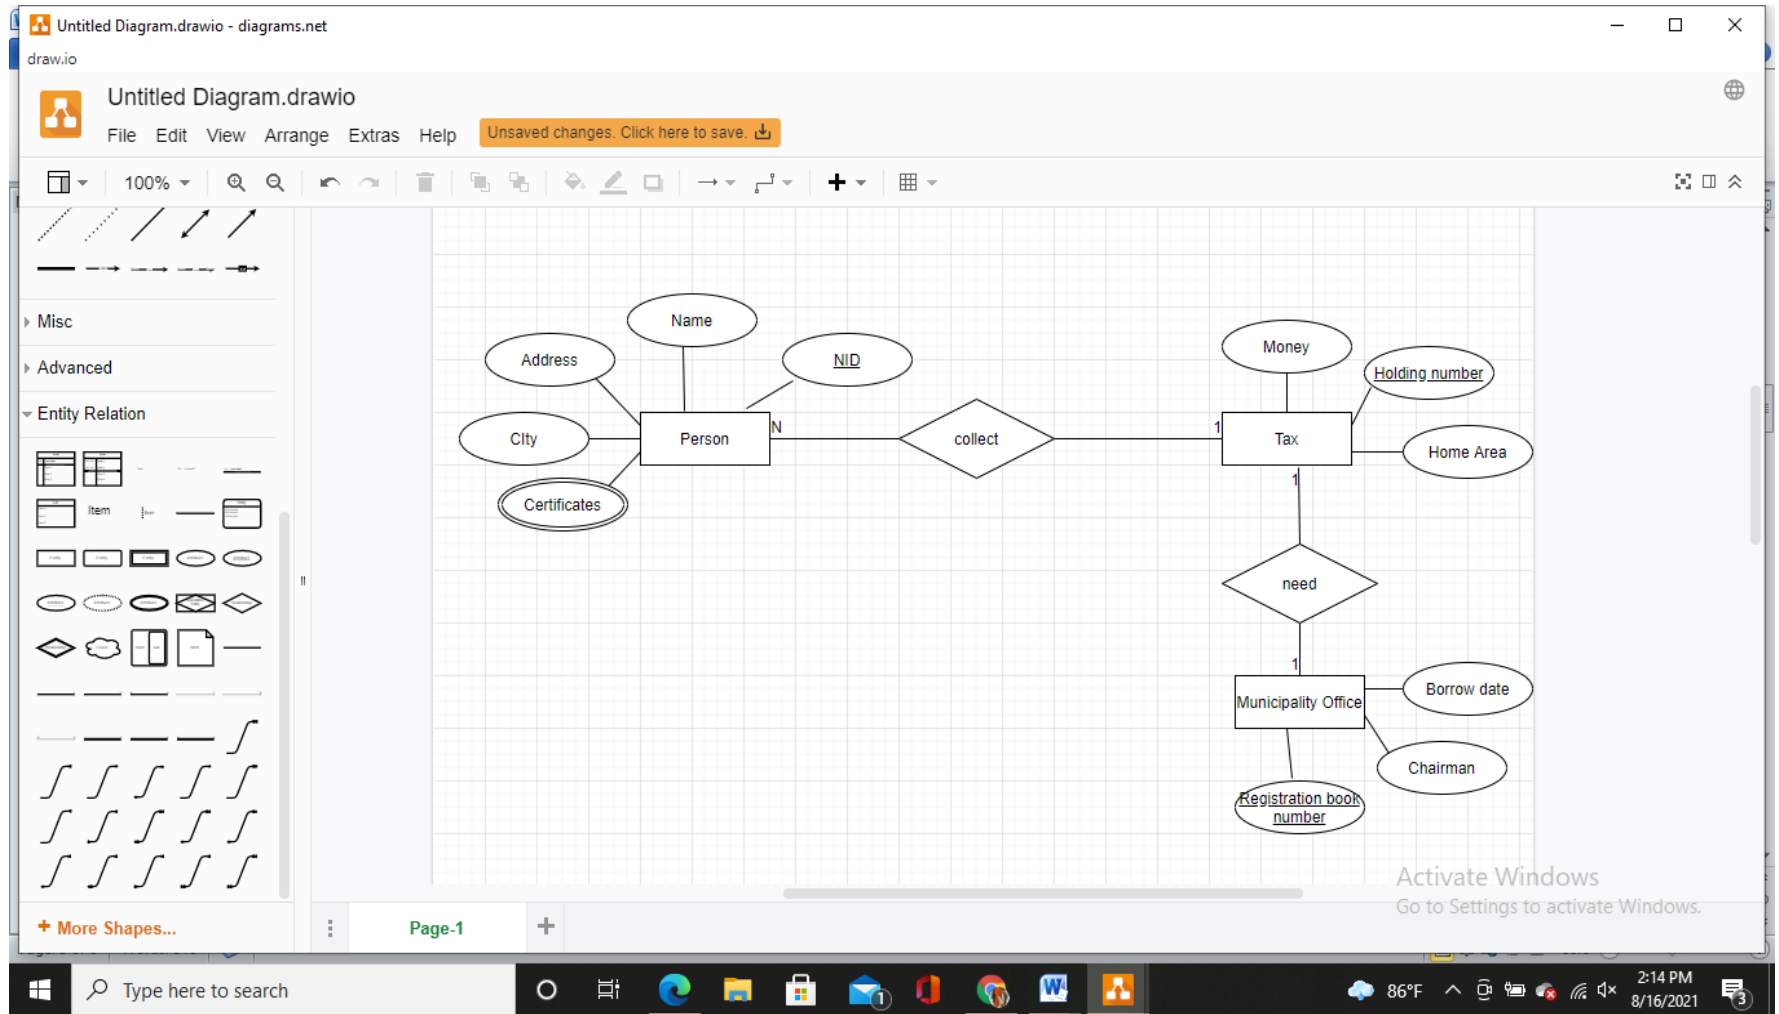 Untitled Diagram.drawio - diagrams.net
draw.io
Untitled Diagram.drawio
File Edit View Arrange Extras Help Unsaved changes. Click here to save.
100%
Misc
Advanced
Entity Relation
Item
Name
Address
NID
CIty
Person
N
Certificates
collect
Money
Holding number
1
Tax
Home Area
1
need
1
Municipality Office
Borrow date
Chairman
Registration book
number
Activate Windows
Go to Settings to activate Windows.
+ More Shapes...
Page-1
Type here to search
1
86°F
2:14 PM
8/16/2021
3